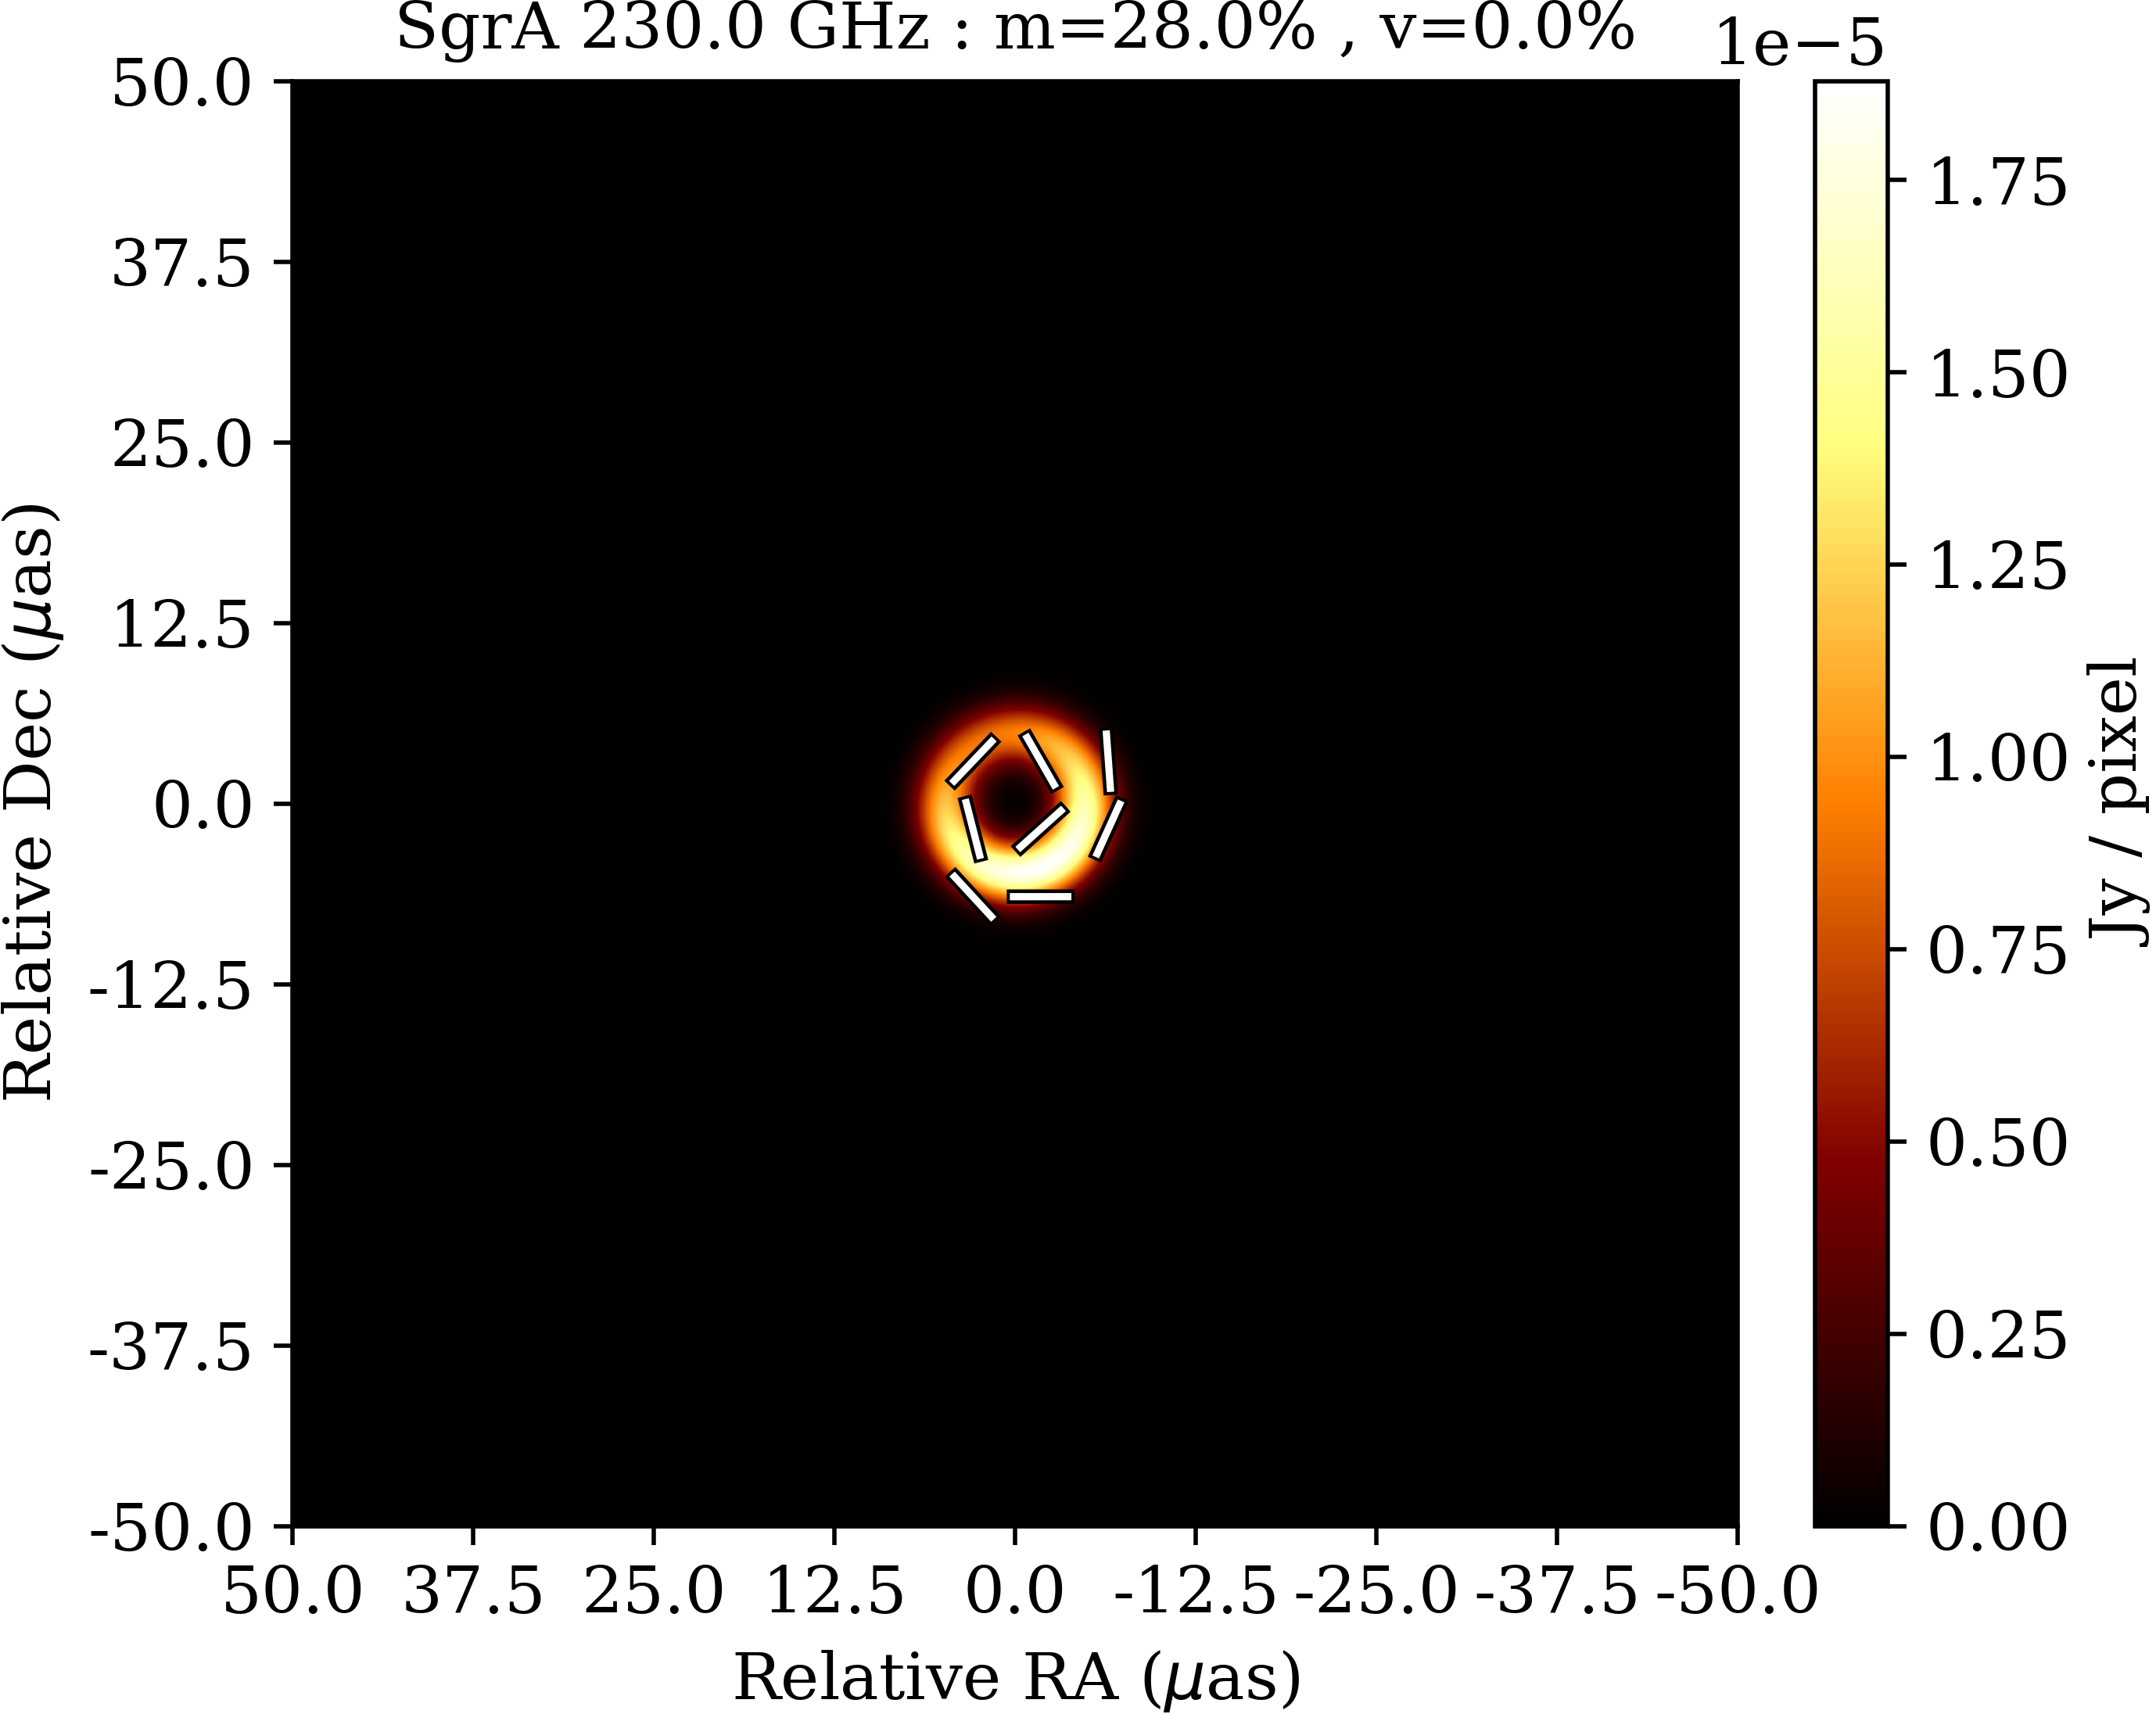 SgrA 230.0 GHz : m=28.0% , v=0.0%
1e−5
50.0
37.5
25.0
12.5
0.0
-12.5
-25.0
-37.5
-50.0
Relative Dec (μas)
50.0 37.5 25.0 12.5 0.0 -12.5 -25.0 -37.5 -50.0
Relative RA (μas)
1.75
1.50
1.25
1.00
0.75
0.50
0.25
0.00
Jy / pixel